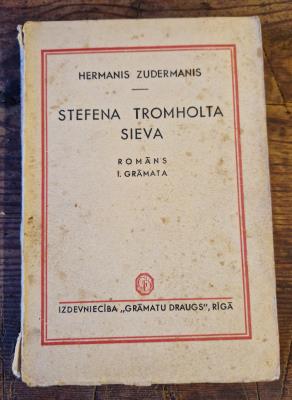 HERMANIS ZUDERMANIS
STEFENA TROMHOLTA
SIEVA
ROMĀNS
I. GRĀMATA
IZDEVNIECĪBA „GRĀMATU DRAUGS", RĪGĀ